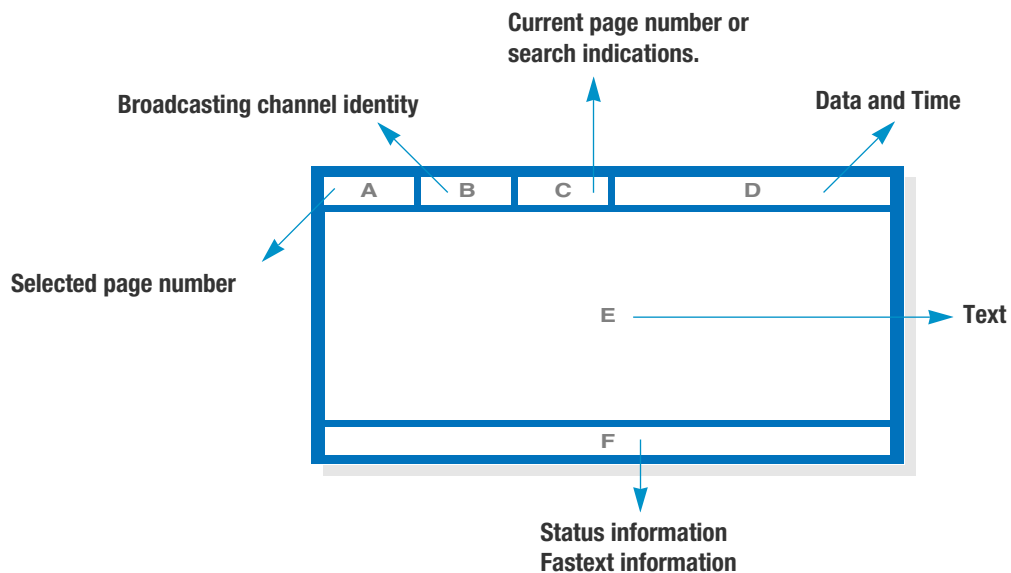 Current page number or
search indications.
Broadcasting channel identity
Data and Time
A
B
C
D
Selected page number
E
Text
F
Status information
Fastext information